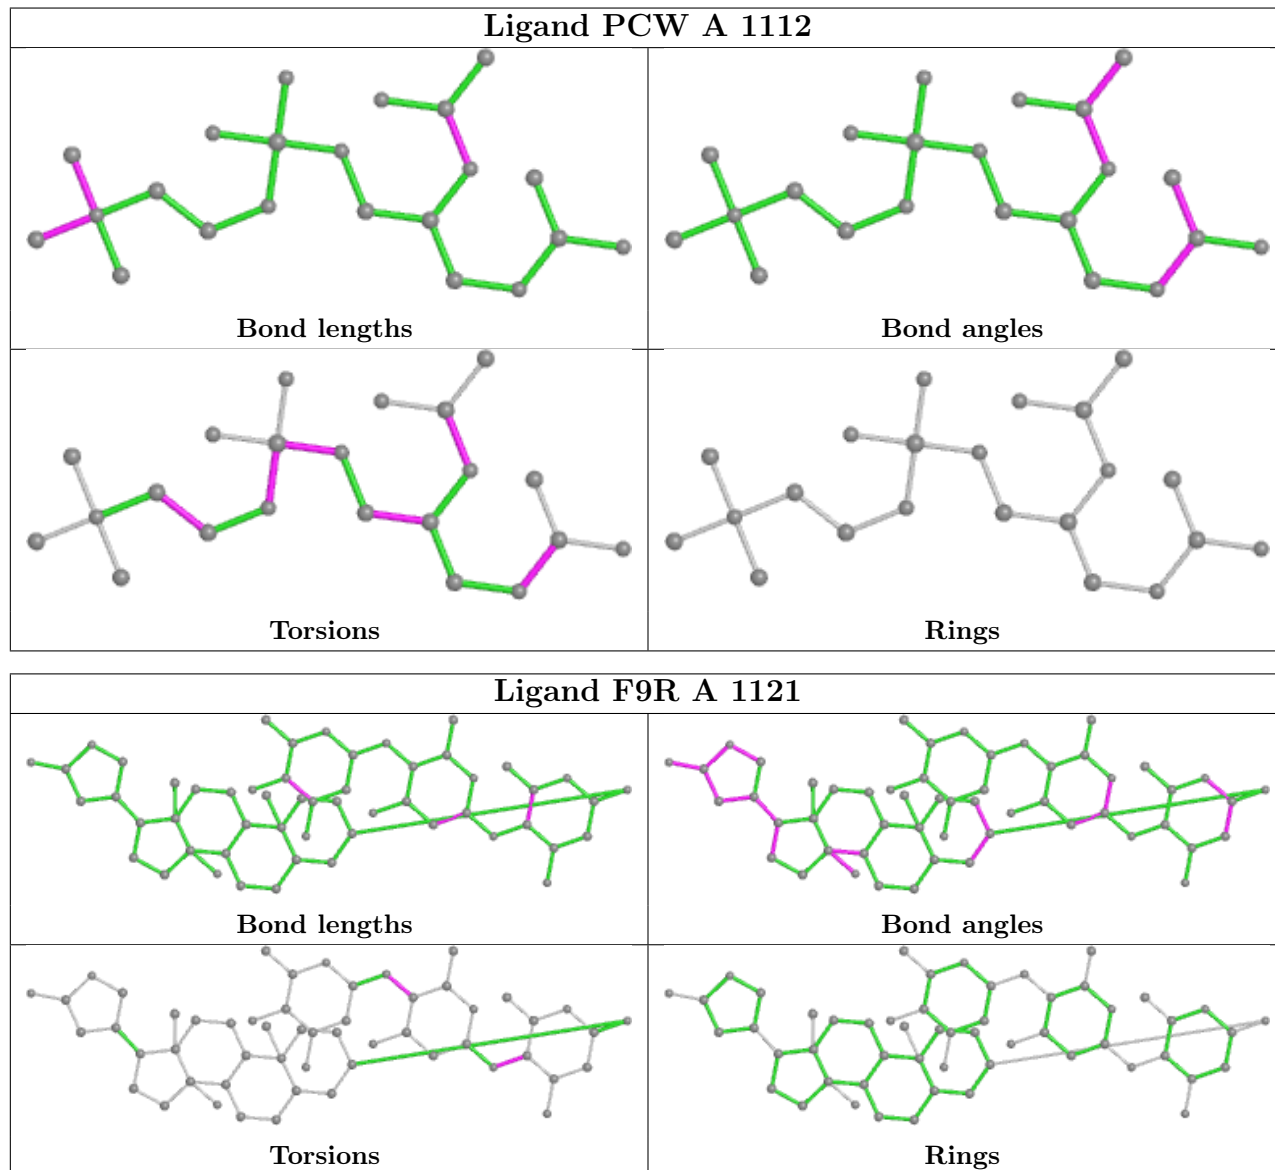 Ligand PCW A 1112
Bond lengths
Bond angles
Torsions
Rings
Ligand F9R A 1121
Bond lengths
Bond angles
Torsions
Rings